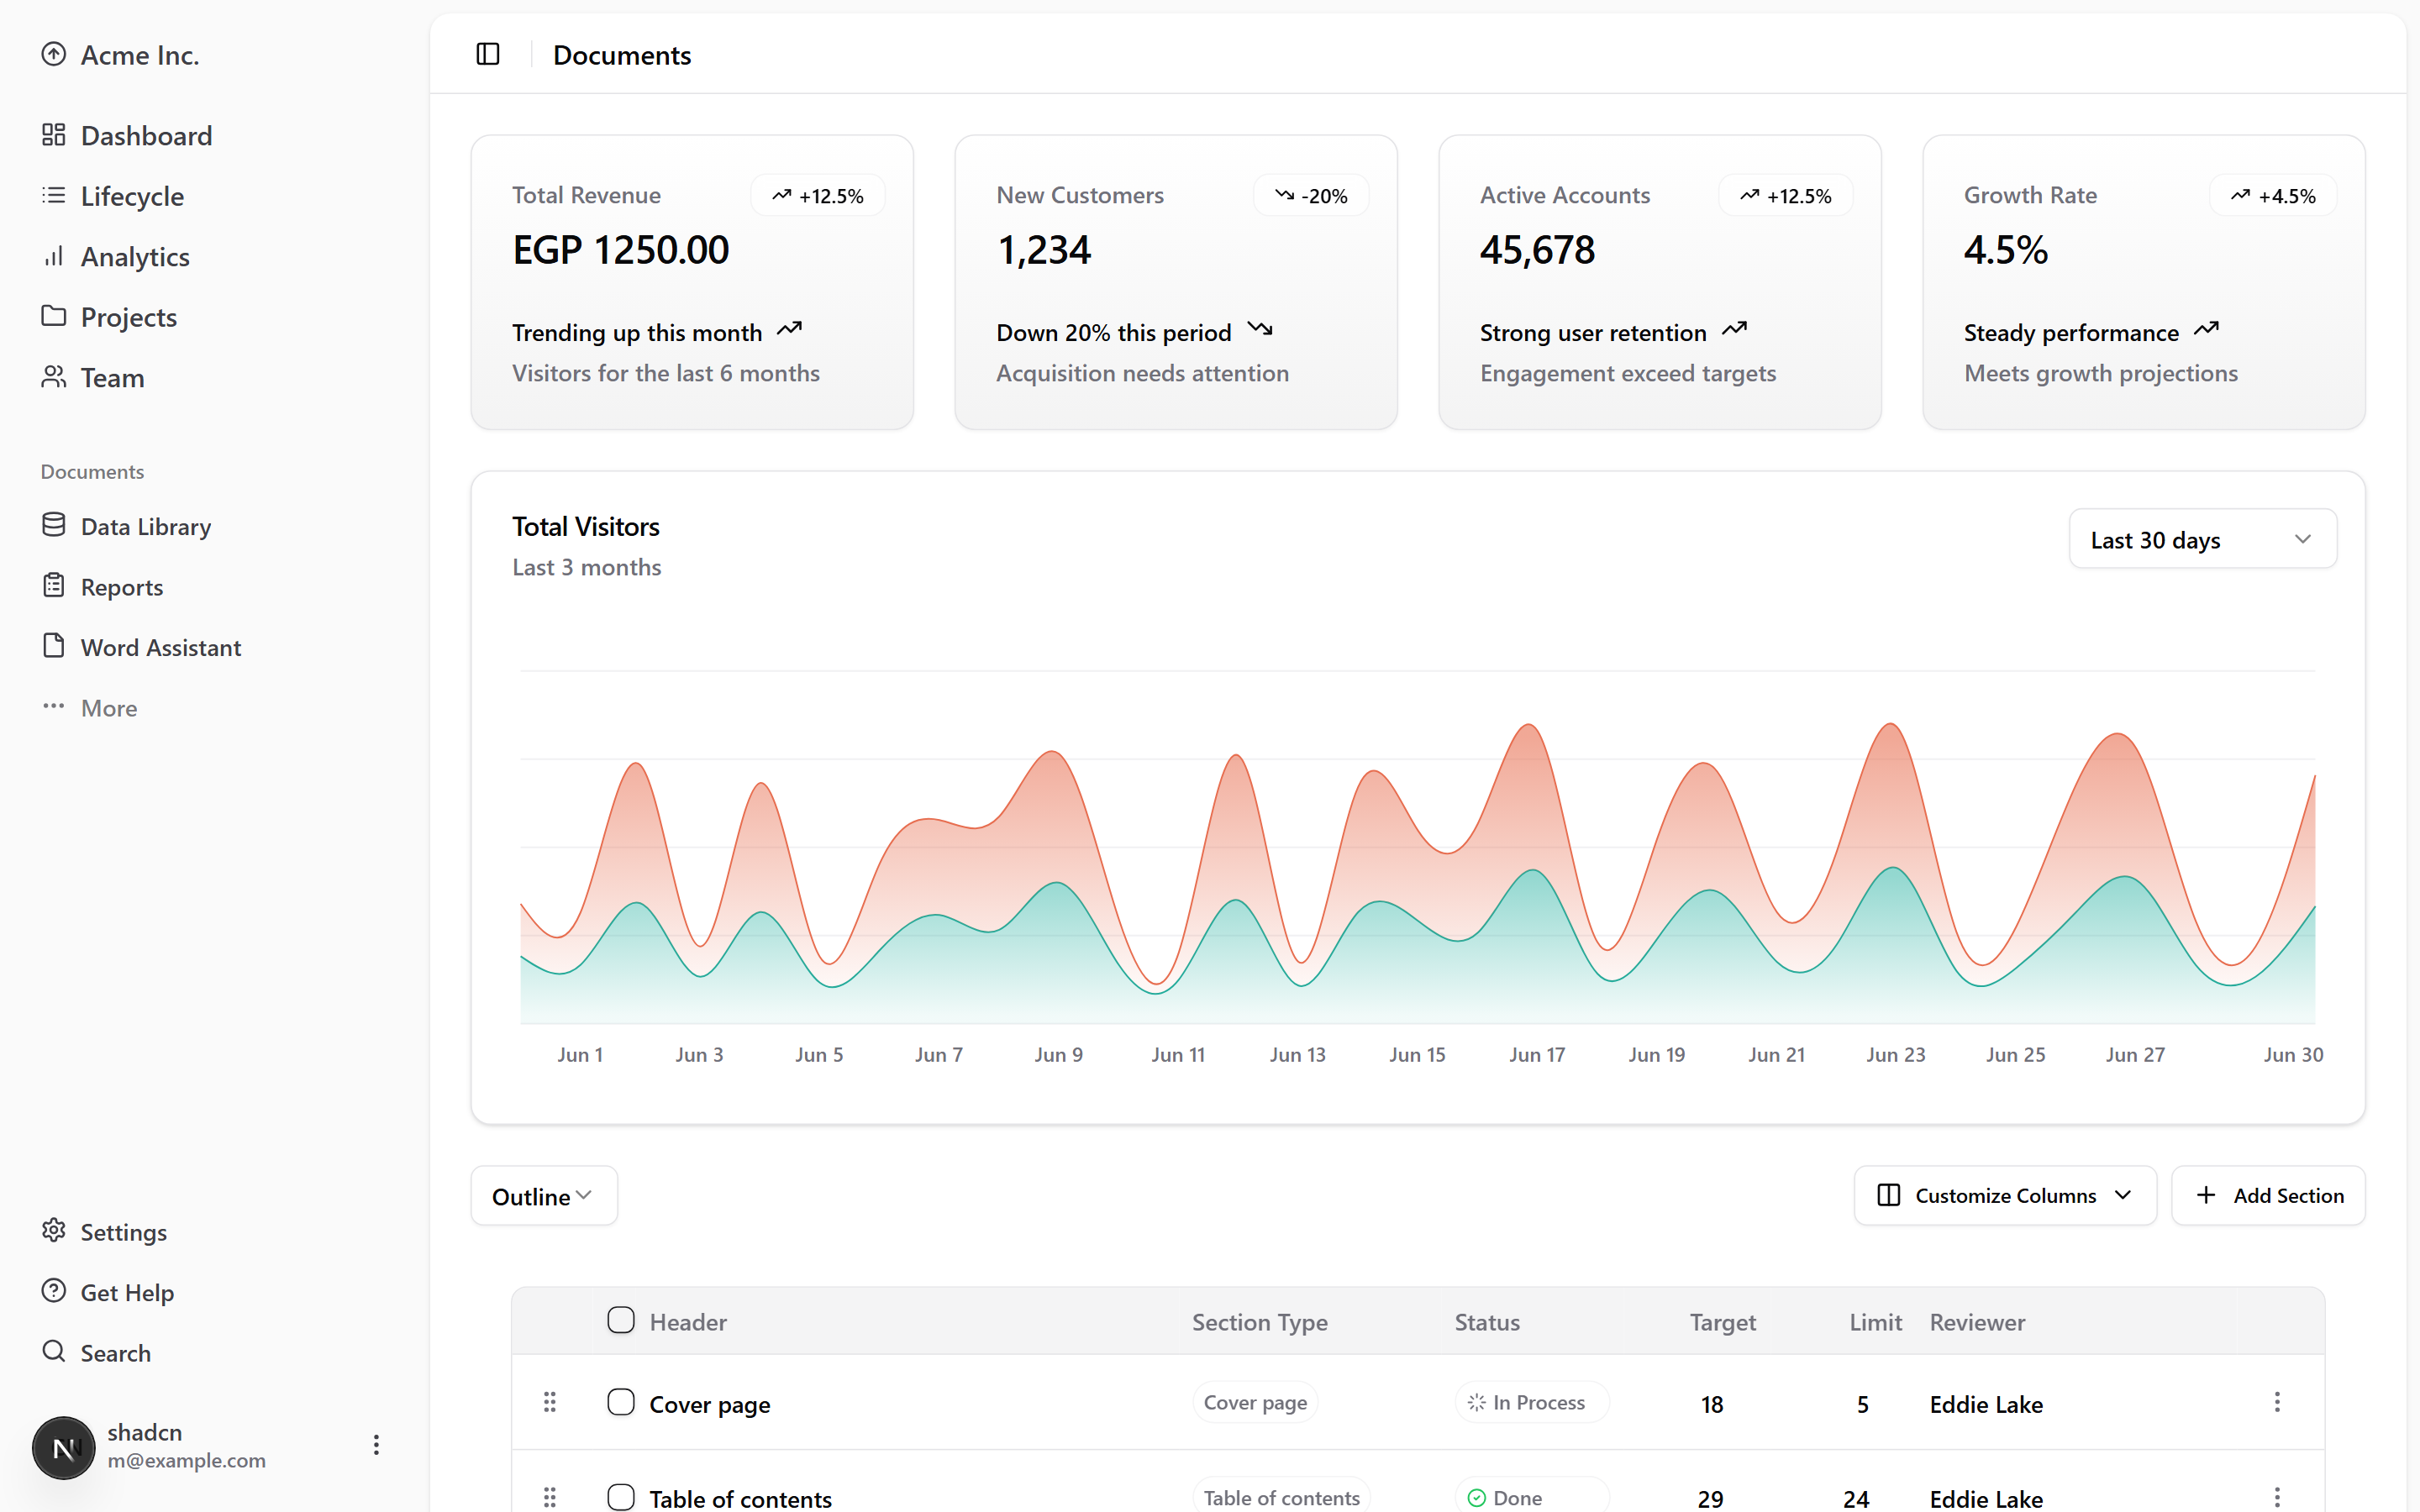 Acme Inc.
Dashboard
Lifecycle
Analytics
Projects
Team
Documents
Data Library
Reports
Word Assistant
More
Settings
Get Help
Search
N
shadcn
m@example.com
Documents
Total Revenue
+12.5%
EGP 1250.00
Trending up this month
Visitors for the last 6 months
New Customers
-20%
1,234
Down 20% this period
Acquisition needs attention
Active Accounts
+12.5%
45,678
Strong user retention
Engagement exceed targets
Growth Rate
+4.5%
4.5%
Steady performance
Meets growth projections
Total Visitors
Last 3 months
Last 30 days
Jun 1 Jun 3 Jun 5 Jun 7 Jun 9 Jun 11 Jun 13 Jun 15 Jun 17 Jun 19 Jun 21 Jun 23 Jun 25 Jun 27 Jun 30
Outline
Customize Columns
Add Section
Header Section Type Status Target Limit Reviewer
Cover page Cover page In Process 18 5 Eddie Lake
Table of contents Table of contents Done 29 24 Eddie Lake